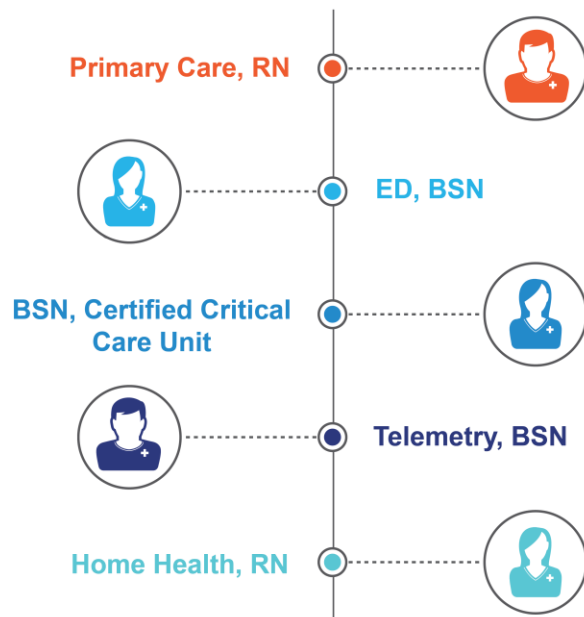 Primary Care, RN
ED, BSN
BSN, Certified Critical
Care Unit
Telemetry, BSN
Home Health, RN